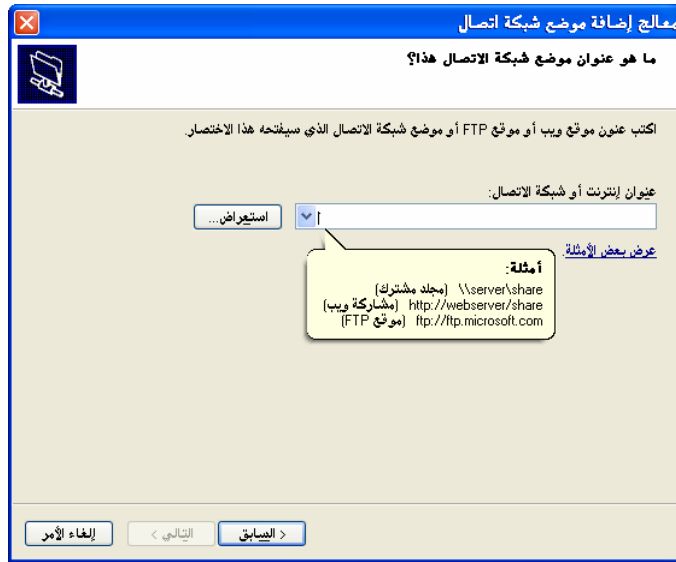 معالج إضافة موضع شبكة اتصال
ما هو عنوان موضع شبكة الاتصال هذا؟
اكتب عنون موقع ويب أو موقع FTP أو موضع شبكة الاتصال الذي سيفتحه هذا الاختصار.
عنوان إنترنت أو شبكة الاتصال:
استعراض...
عرض بعض الأمثلة.
أمثلة:
\\server\share (مجلد مشترك)
http://webserver/share (مشاركة ويب)
ftp://ftp.microsoft.com (موقع FTP)
< السابق
التالي >
إلغاء الأمر